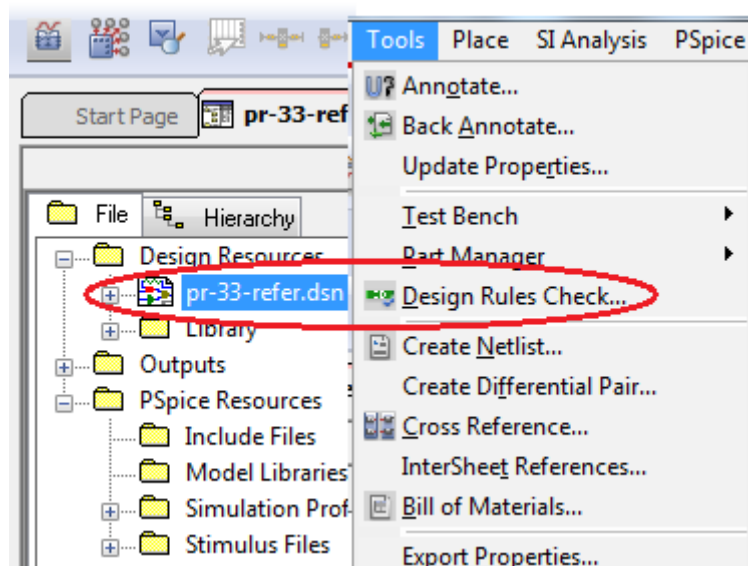 Tools Place SI Analysis PSpice
Start Page pr-33-ref
File Hierarchy
Design Resources
pr-33-refer.dsn
Library
Outputs
PSpice Resources
Include Files
Model Libraries
Simulation Prof
Stimulus Files
Annotate...
Back Annotate...
Update Properties...
Test Bench
Part Manager
Design Rules Check...
Create Netlist...
Create Differential Pair...
Cross Reference...
InterSheet References...
Bill of Materials...
Export Properties...